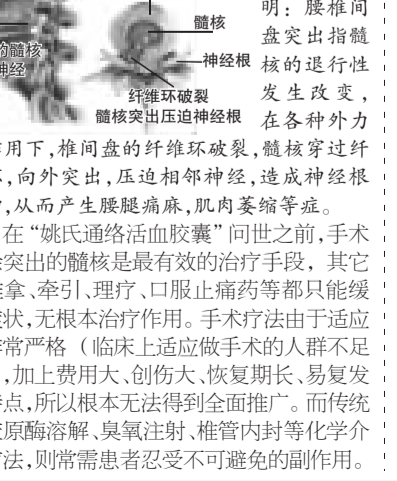 髓核
的髓核
神经
神经根
纤维环破裂
髓核突出压迫神经根
明：腰椎间
盘突出指髓
核的退行性
发生改变，
在各种外力
用下,椎间盘的纤维环破裂,髓核穿过纤
,向外突出,压迫相邻神经,造成神经根
,从而产生腰腿痛麻,肌肉萎缩等症。
在“姚氏通络活血胶囊”问世之前,手术
突出的髓核是最有效的治疗手段，其它
拿、牵引、理疗、口服止痛药等都只能缓
状,无根本治疗作用。手术疗法由于适应
常严格（临床上适应做手术的人群不足
,加上费用大、创伤大、恢复期长、易复发
点,所以根本无法得到全面推广。而传统
原酶溶解、臭氧注射、椎管内封等化学介
法,则常需患者忍受不可避免的副作用。